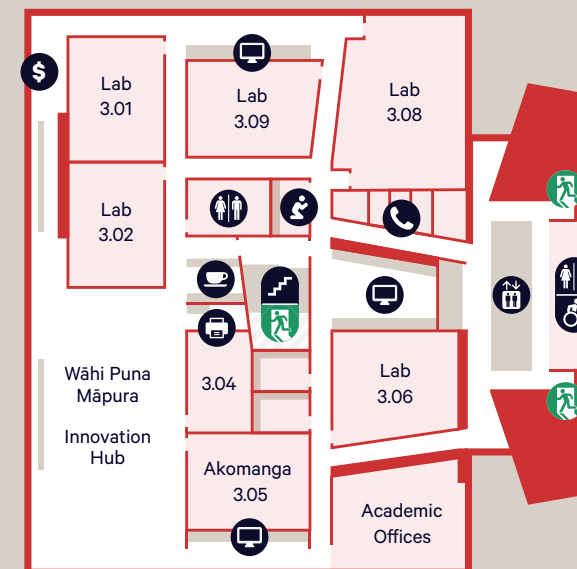 $
Lab
3.01
Lab
3.09
Lab
3.08
Lab
3.02
3.04
Lab
3.06
Wāhi Puna
Māpura
Innovation
Hub
Akomanga
3.05
Academic
Offices